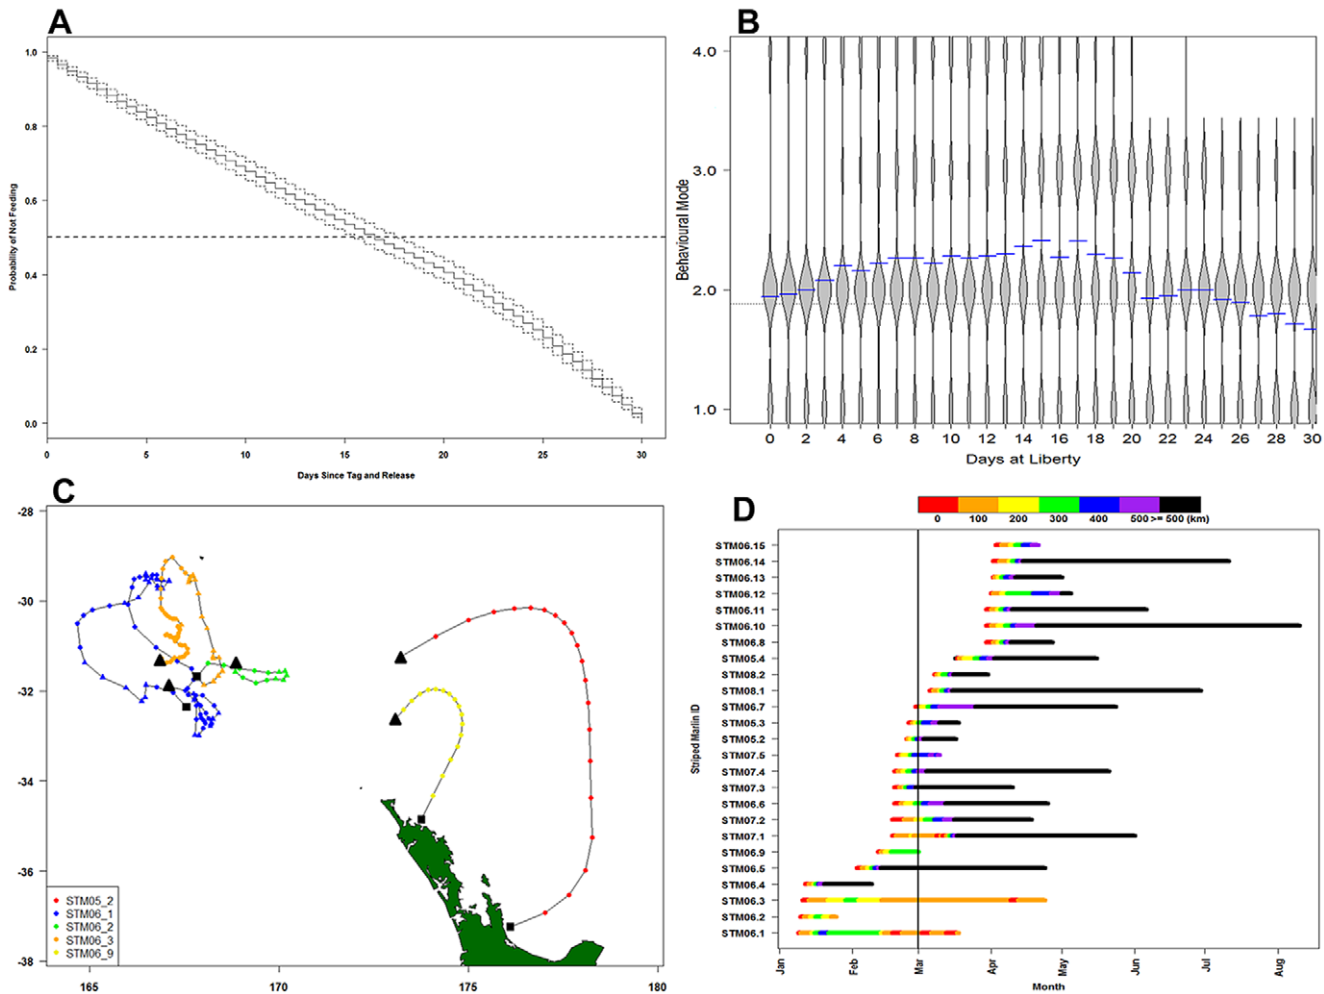 A
1.0
0.8
0.6
0.4
0.2
0.0
Probability of Not Feeding
0 5 10 15 20 25 30
Days Since Tag and Release
B
4.0
3.0
2.0
1.0
Behavioural Mode
0 2 4 6 8 10 12 14 16 18 20 22 24 26 28 30
Days at Liberty
C
-28
-30
-32
-34
-36
-38
STM05_2
STM06_1
STM06_2
STM06_3
STM06_9
165 170 175 180
D
0 100 200 300 400 500 >= 500 (km)
Striped Marlin ID
STM06.15
STM06.14
STM06.13
STM06.12
STM06.11
STM06.10
STM06.8
STM05.4
STM08.2
STM08.1
STM06.7
STM05.3
STM05.2
STM07.5
STM07.4
STM07.3
STM06.6
STM07.2
STM07.1
STM06.9
STM06.5
STM06.4
STM06.3
STM06.2
STM06.1
Jan Feb Mar Apr May Jun Jul Aug
Month